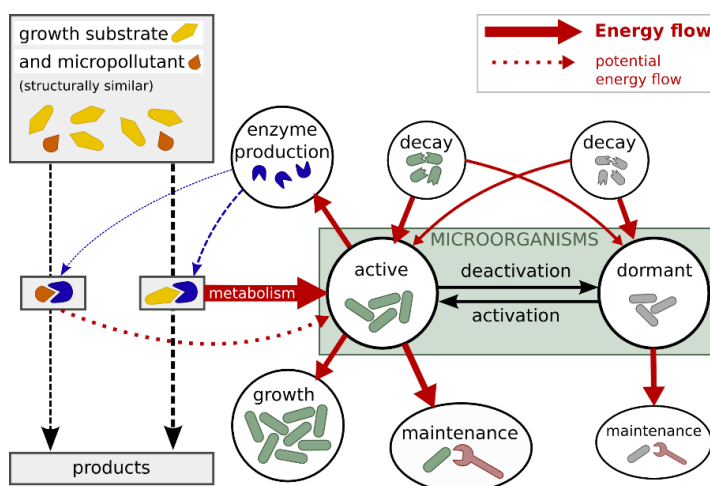 growth substrate
and micropollutant
(structurally similar)
Energy flow
potential
energy flow
enzyme
production
decay
decay
MICROORGANISMS
active
deactivation
dormant
metabolism
activation
growth
maintenance
maintenance
products